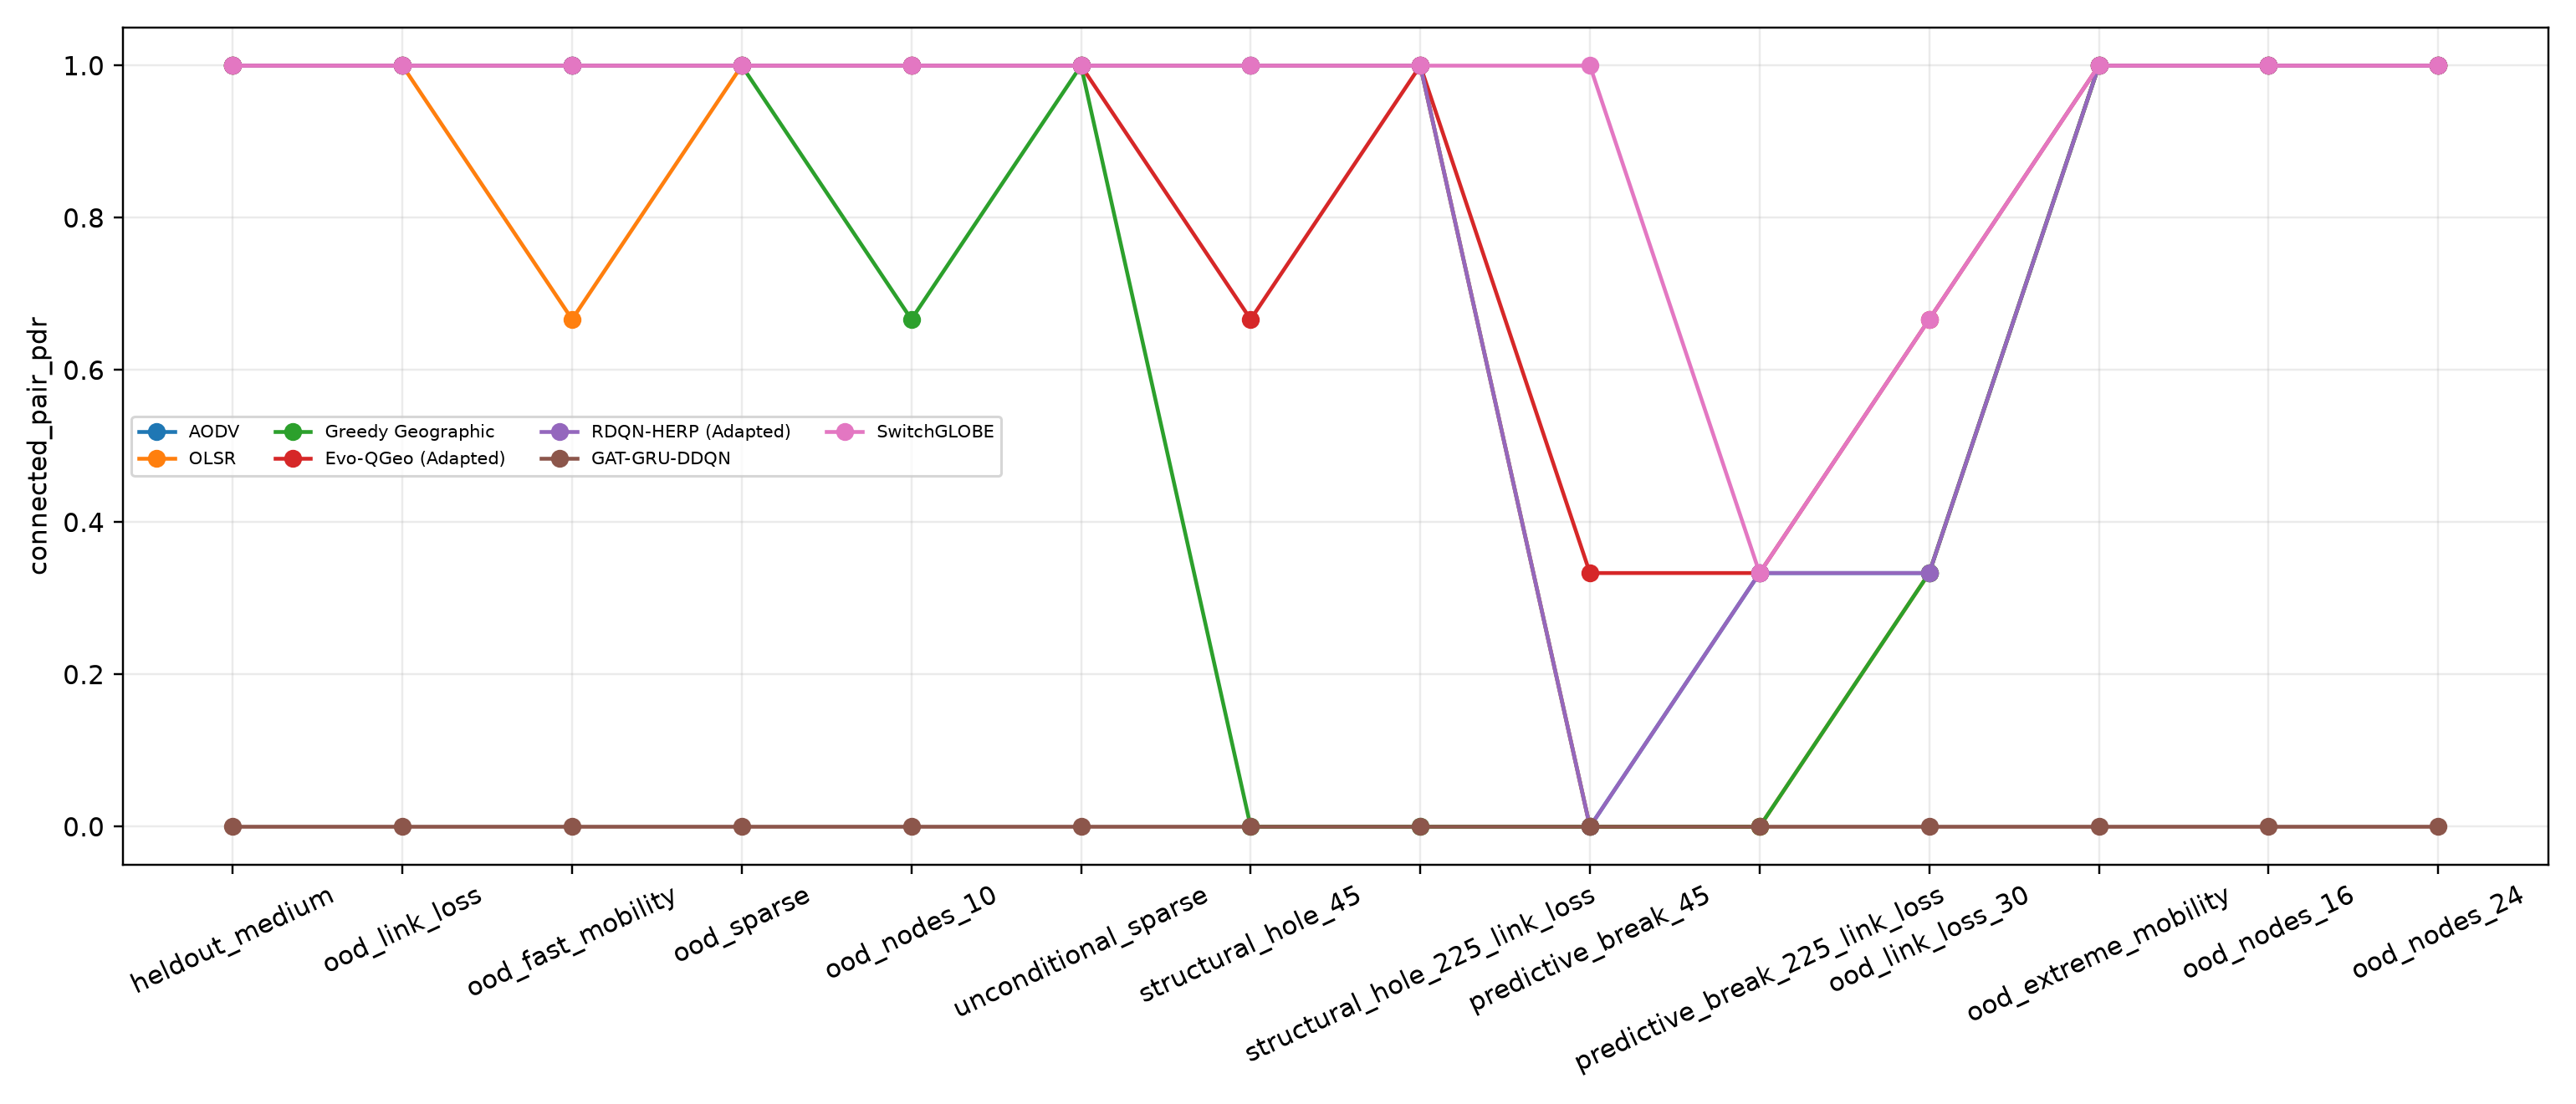 connected_pair_pdr
1.0
0.8
0.6
0.4
0.2
0.0
AODV
OLSR
Greedy Geographic
Evo-QGeo (Adapted)
RDQN-HERP (Adapted)
GAT-GRU-DDQN
SwitchGLOBE
heldout_medium
ood_link_loss
ood_fast_mobility
ood_sparse
ood_nodes_10
unconditional_sparse
structural_hole_45
structural_hole_225_link_loss
predictive_break_45
predictive_break_225_link_loss
ood_link_loss_30
ood_extreme_mobility
ood_nodes_16
ood_nodes_24